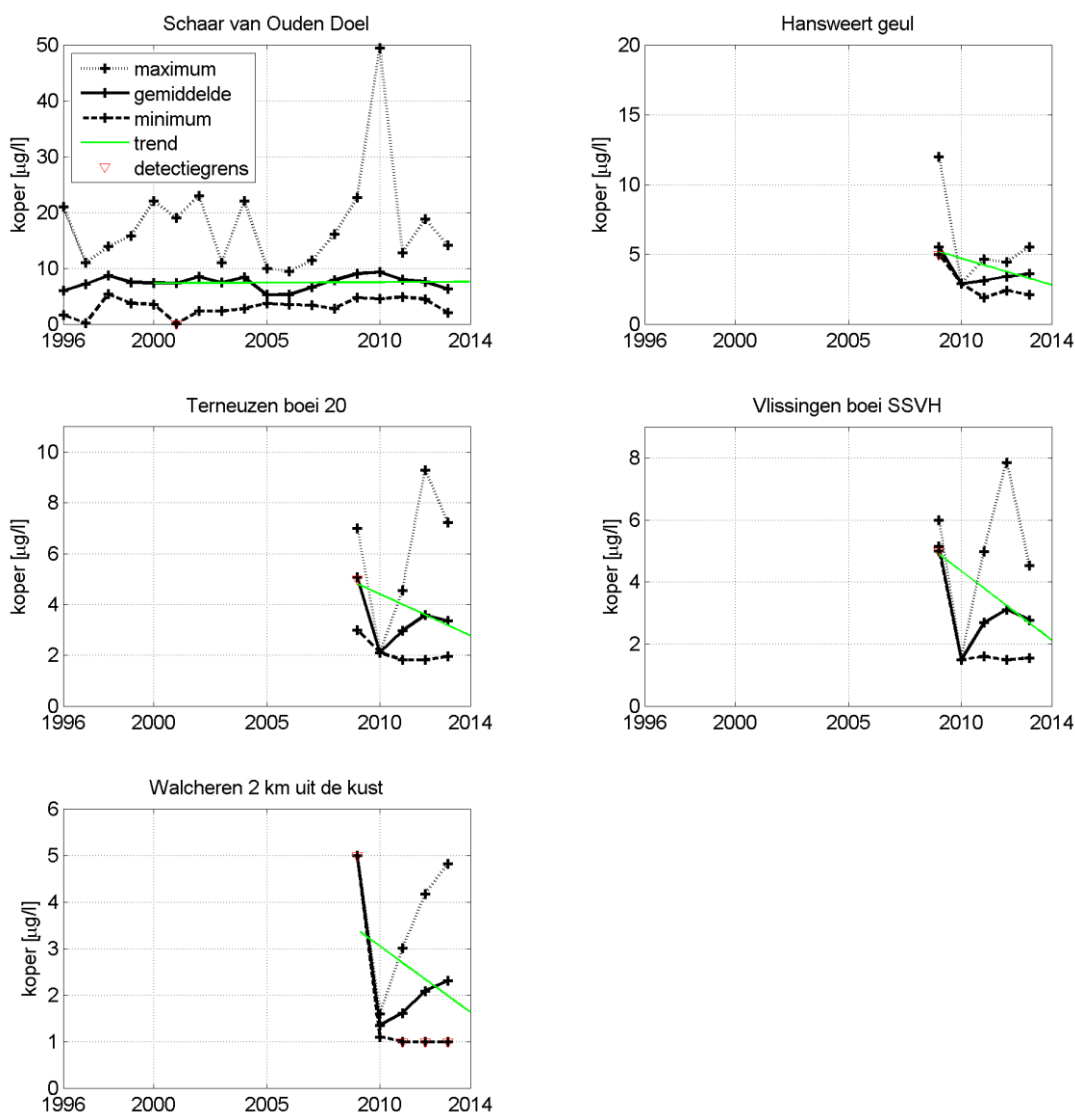 Schaar van Ouden Doel
koper [µg/l]
50
40
30
20
10
0
1996 2000 2005 2010 2014
maximum
gemiddelde
minimum
trend
detectiegrens
Hansweert geul
koper [µg/l]
20
15
10
5
0
1996 2000 2005 2010 2014
Terneuzen boei 20
koper [µg/l]
10
8
6
4
2
0
1996 2000 2005 2010 2014
Vlissingen boei SSVH
koper [µg/l]
8
6
4
2
0
1996 2000 2005 2010 2014
Walcheren 2 km uit de kust
koper [µg/l]
6
5
4
3
2
1
0
1996 2000 2005 2010 2014